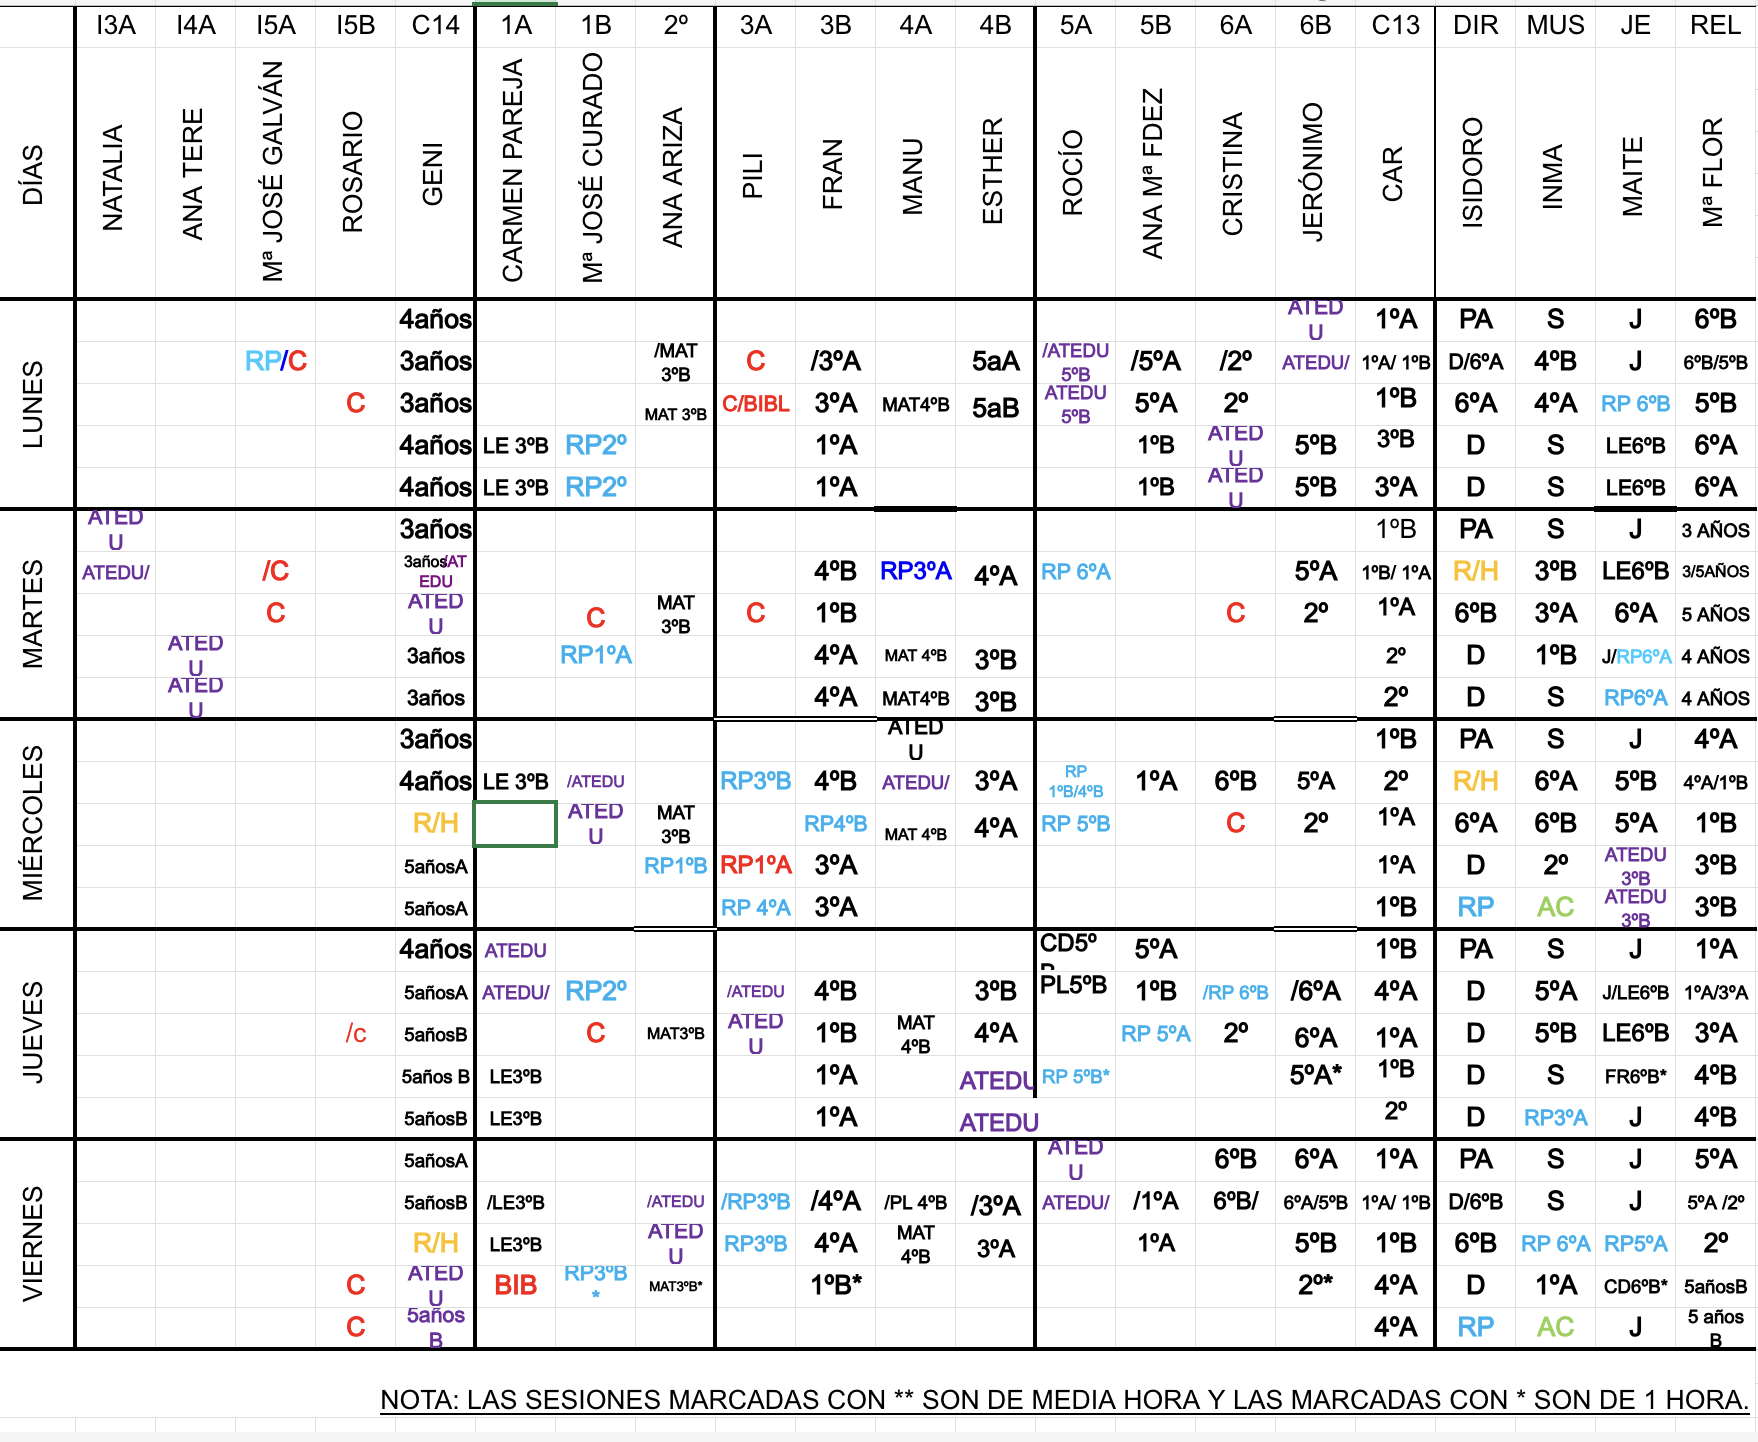 I3A I4A I5A I5B C14 1A 1B 2º 3A 3B 4A 4B 5A 5B 6A 6B C13 DIR MUS JE REL
DÍAS NATALIA ANA TERE Mª JOSÉ GALVÁN ROSARIO GENI CARMEN PAREJA Mª JOSÉ CURADO ANA ARIZA PILI FRAN MANU ESTHER ROCÍO ANA Mª FDEZ CRISTINA JERÓNIMO CAR ISIDORO INMA MAITE Mª FLOR
LUNES
4años ATEDU 1ºA PA S J 6ºB
RP/C 3años /MAT 3ºB C /3ºA 5aA /ATEDU 5ºB /5ºA /2º ATEDU/ 1ºA/ 1ºB D/6ºA 4ºB J 6ºB/5ºB
C 3años MAT 3ºB C/BIBL 3ºA MAT4ºB 5aB ATEDU 5ºB 5ºA 2º 1ºB 6ºA 4ºA RP 6ºB 5ºB
4años LE 3ºB RP2º 1ºA 1ºB ATEDU 5ºB 3ºB D S LE6ºB 6ºA
4años LE 3ºB RP2º 1ºA 1ºB ATEDU 5ºB 3ºA D S LE6ºB 6ºA
MARTES
ATEDU 3años 1ºB PA S J 3 AÑOS
ATEDU/ /C 3años/ATEDU 4ºB RP3ºA 4ºA RP 6ºA 5ºA 1ºB/ 1ºA R/H 3ºB LE6ºB 3/5AÑOS
C ATEDU C MAT 3ºB C 1ºB C 2º 1ºA 6ºB 3ºA 6ºA 5 AÑOS
ATEDU 3años RP1ºA 4ºA MAT 4ºB 3ºB 2º D 1ºB J/RP6ºA 4 AÑOS
ATEDU 3años 4ºA MAT4ºB 3ºB 2º D S RP6ºA 4 AÑOS
MIÉRCOLES
3años ATEDU 1ºB PA S J 4ºA
4años LE 3ºB /ATEDU RP3ºB 4ºB ATEDU/ 3ºA RP 1ºB/4ºB 1ºA 6ºB 5ºA 2º R/H 6ºA 5ºB 4ºA/1ºB
R/H ATEDU MAT 3ºB RP4ºB MAT 4ºB 4ºA RP 5ºB C 2º 1ºA 6ºA 6ºB 5ºA 1ºB
5añosA RP1ºB RP1ºA 3ºA 1ºA D 2º ATEDU 3ºB 3ºB
5añosA RP 4ºA 3ºA 1ºB RP AC ATEDU 3ºB 3ºB
JUEVES
4años ATEDU CD5º 5ºA 1ºB PA S J 1ºA
5añosA ATEDU/ RP2º /ATEDU 4ºB 3ºB PL5ºB 1ºB /RP 6ºB /6ºA 4ºA D 5ºA J/LE6ºB 1ºA/3ºA
/c 5añosB C MAT3ºB ATEDU 1ºB MAT 4ºB 4ºA RP 5ºA 2º 6ºA 1ºA D 5ºB LE6ºB 3ºA
5años B LE3ºB 1ºA ATEDU RP 5ºB* 5ºA* 1ºB D S FR6ºB* 4ºB
5añosB LE3ºB 1ºA ATEDU 2º D RP3ºA J 4ºB
VIERNES
5añosA ATEDU 6ºB 6ºA 1ºA PA S J 5ºA
5añosB /LE3ºB /ATEDU /RP3ºB /4ºA /PL 4ºB /3ºA ATEDU/ /1ºA 6ºB/ 6ºA/5ºB 1ºA/ 1ºB D/6ºB S J 5ºA /2º
R/H LE3ºB ATEDU RP3ºB 4ºA MAT 4ºB 3ºA 1ºA 5ºB 1ºB 6ºB RP 6ºA RP5ºA 2º
C ATEDU BIB RP3ºB * MAT3ºB* 1ºB* 2º* 4ºA D 1ºA CD6ºB* 5añosB
C 5años B 4ºA RP AC J 5 años B
NOTA: LAS SESIONES MARCADAS CON ** SON DE MEDIA HORA Y LAS MARCADAS CON * SON DE 1 HORA.